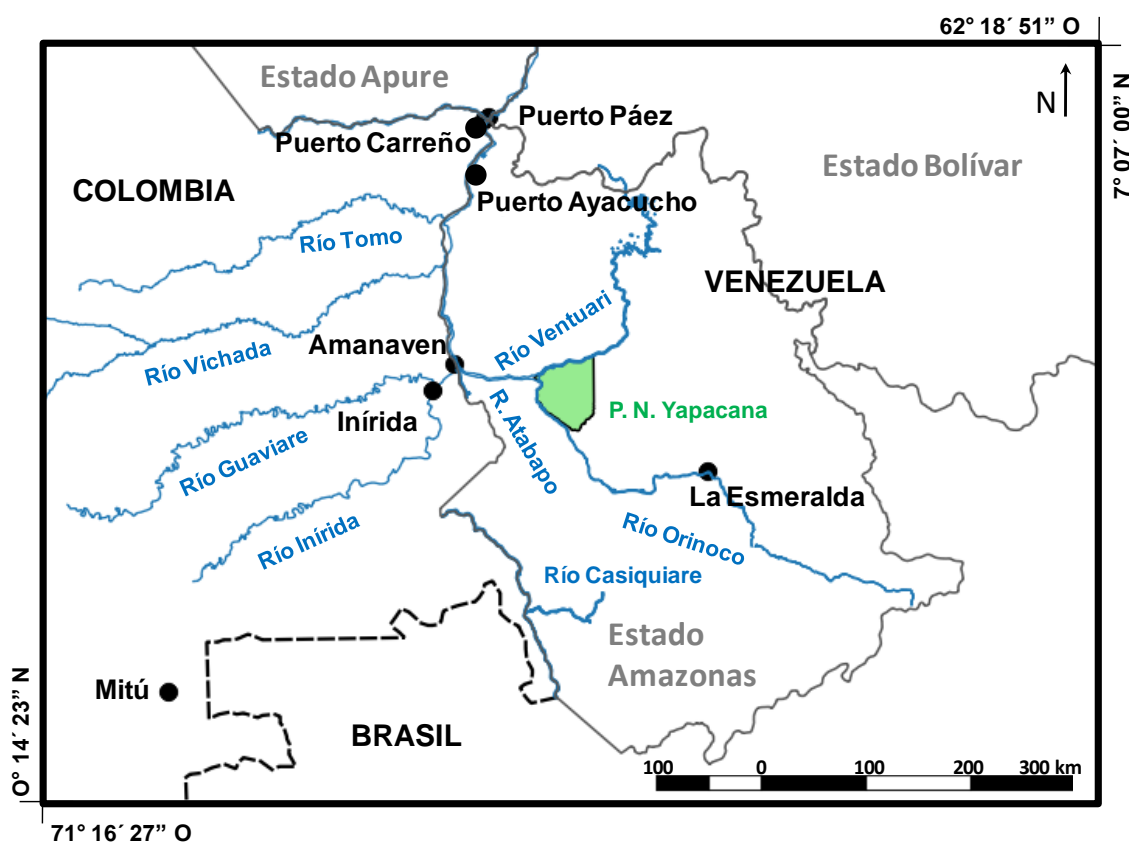 62° 18´ 51” O
Estado Apure
N
7° 07´ 00” N
Puerto Páez
Puerto Carreño
Estado Bolívar
COLOMBIA
Puerto Ayacucho
Río Tomo
VENEZUELA
Río Ventuari
Amanaven
Río Vichada
P. N. Yapacana
Inírida
R. Atabapo
Río Guaviare
La Esmeralda
Río Orinoco
Río Inírida
Río Casiquiare
Estado
Amazonas
Mitú
BRASIL
O° 14´ 23” N
100 0 100 200 300 km
71° 16´ 27” O